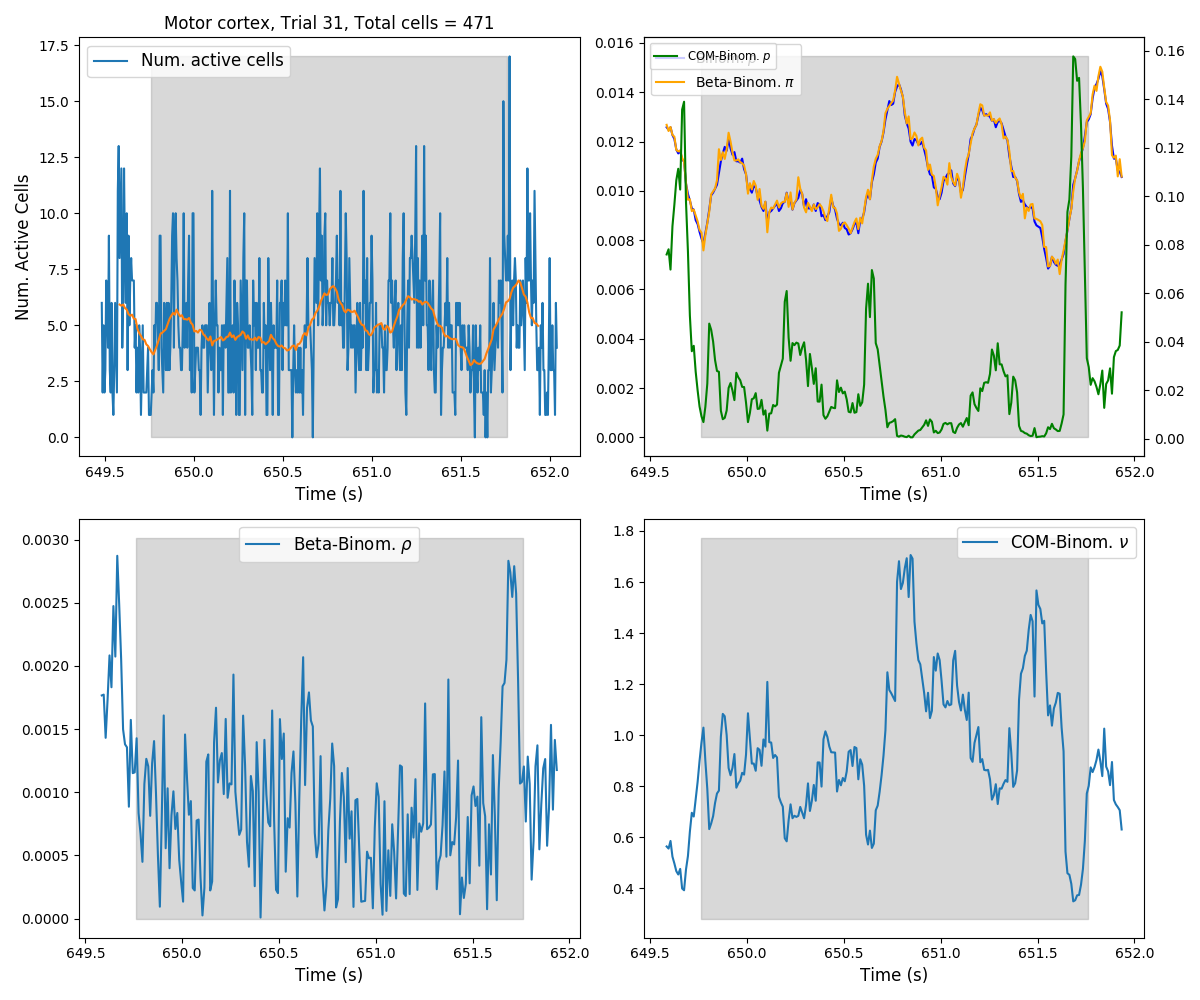 Motor cortex, Trial 31, Total cells = 471
Num. active cells
Num. Active Cells
17.5
15.0
12.5
10.0
7.5
5.0
2.5
0.0
649.5 650.0 650.5 651.0 651.5 652.0
Time (s)
COM-Binom. p
Beta-Binom. π
0.016
0.014
0.012
0.010
0.008
0.006
0.004
0.002
0.000
0.16
0.14
0.12
0.10
0.08
0.06
0.04
0.02
0.00
649.5 650.0 650.5 651.0 651.5 652.0
Time (s)
Beta-Binom. ρ
0.0030
0.0025
0.0020
0.0015
0.0010
0.0005
0.0000
649.5 650.0 650.5 651.0 651.5 652.0
Time (s)
COM-Binom. ν
1.8
1.6
1.4
1.2
1.0
0.8
0.6
0.4
649.5 650.0 650.5 651.0 651.5 652.0
Time (s)